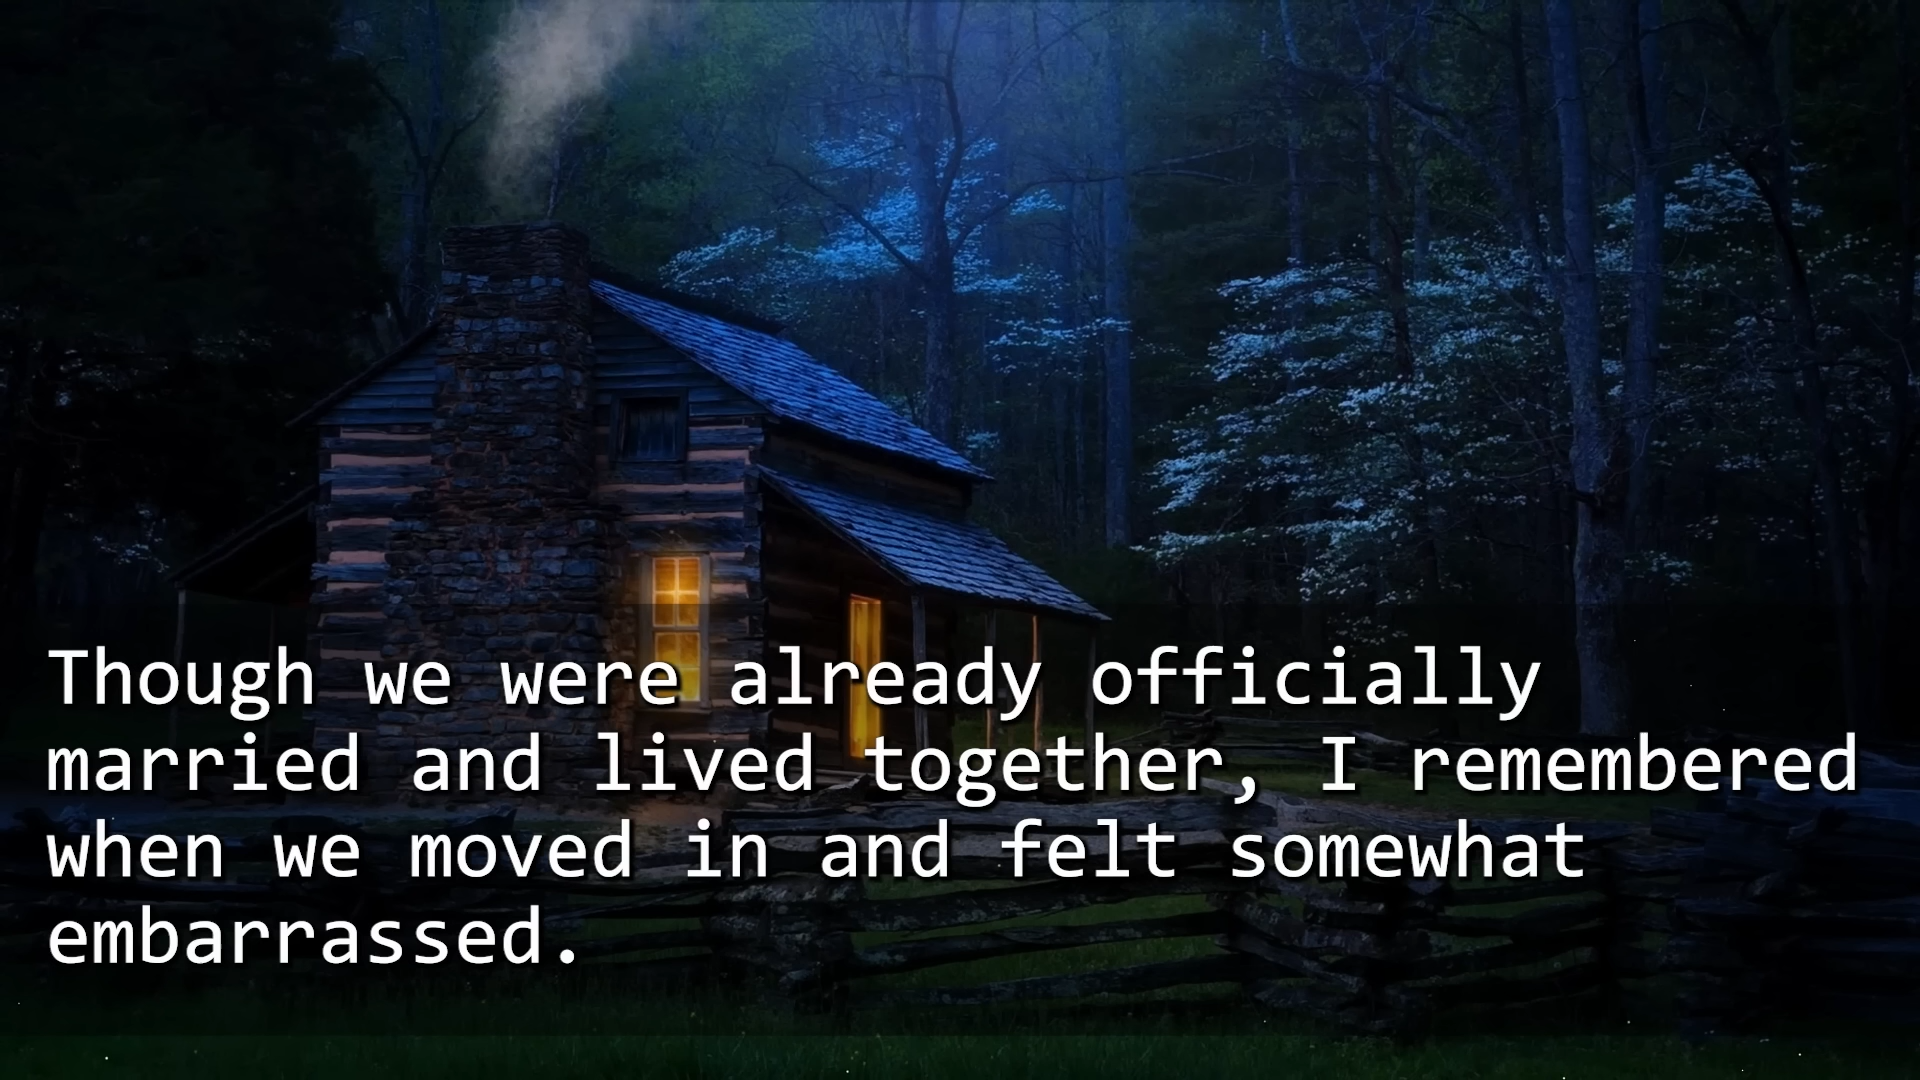 Though we were already officially
married and lived together, I remembered
when we moved in and felt somewhat
embarrassed.